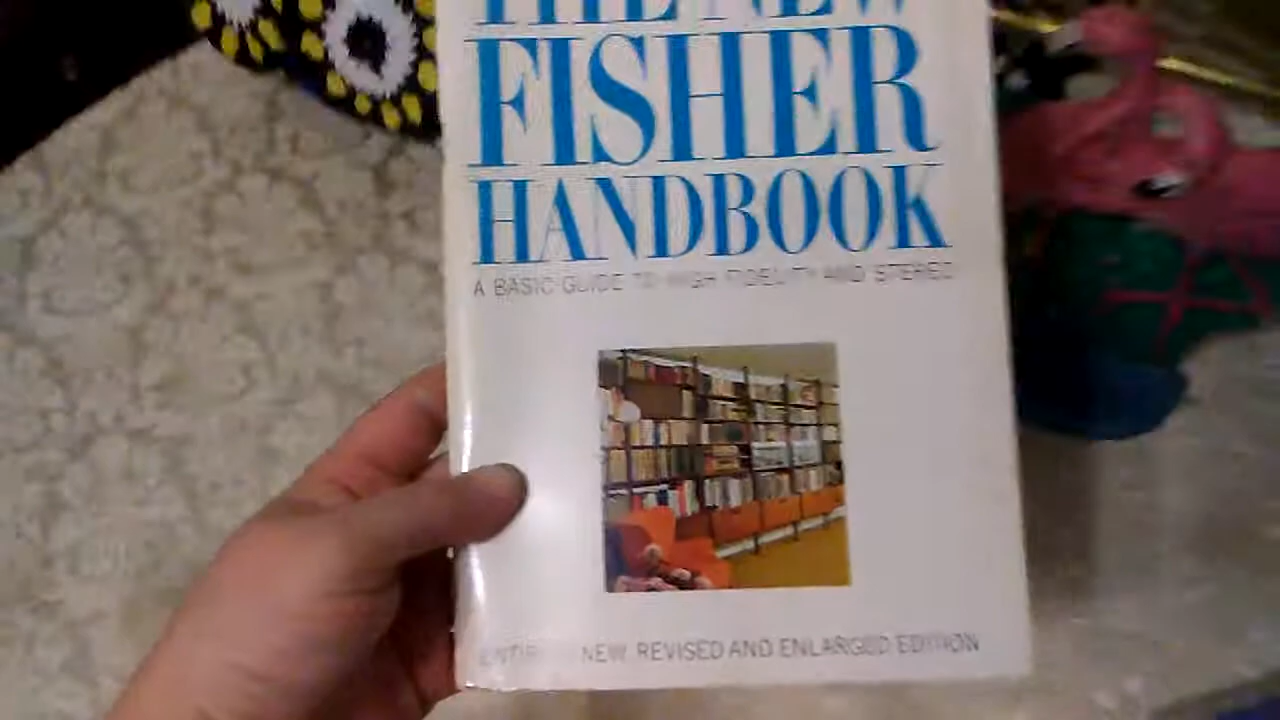 THE NEW
FISHER
HANDBOOK
A BASIC GUIDE TO HIGH FIDELITY AND STEREO
ENTIRELY NEW, REVISED AND ENLARGED EDITION